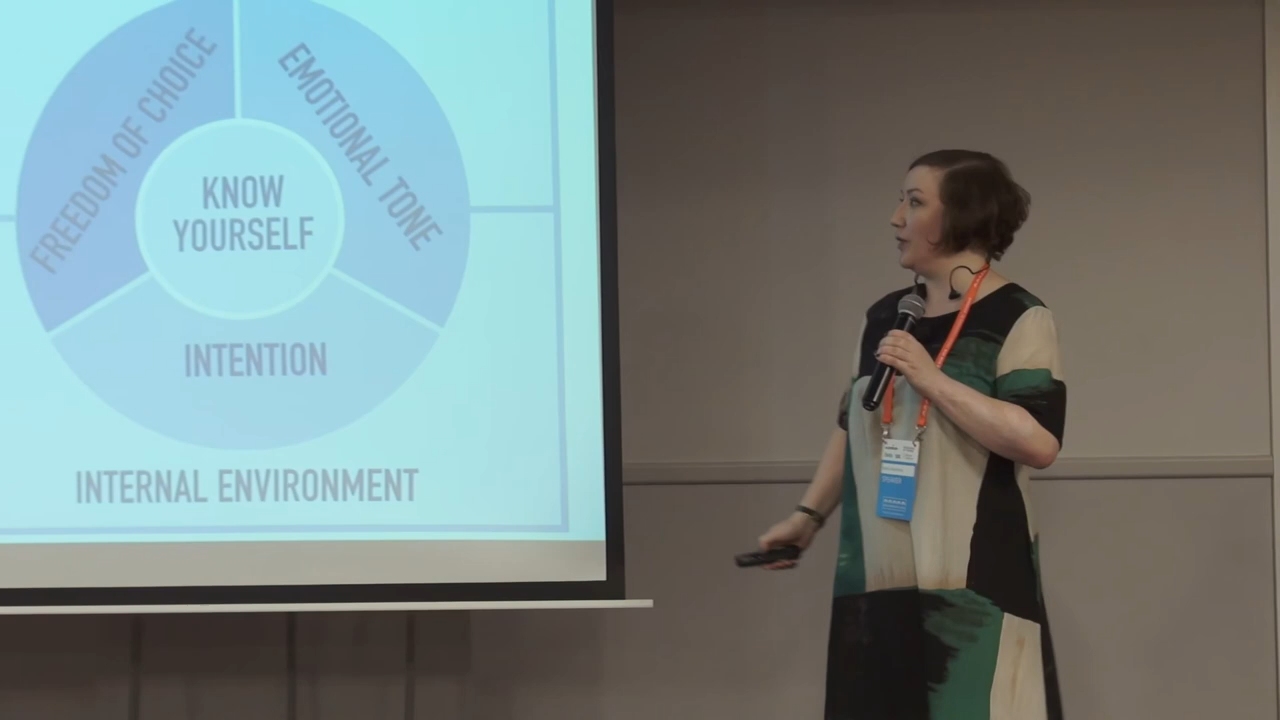 FREEDOM OF CHOICE
EMOTIONAL TONE
KNOW
YOURSELF
INTENTION
INTERNAL ENVIRONMENT
SPEAKER